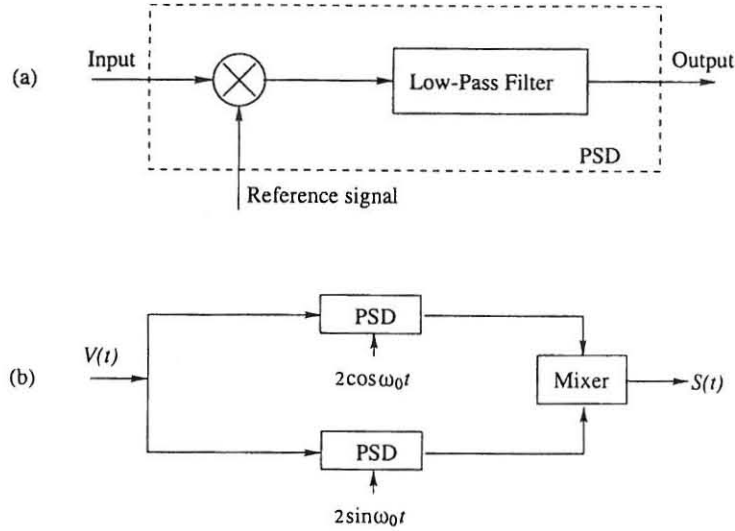 (a)
Input
Low-Pass Filter
Output
PSD
Reference signal
(b)
V(t)
PSD
2cosω₀t
Mixer
S(t)
PSD
2sinω₀t